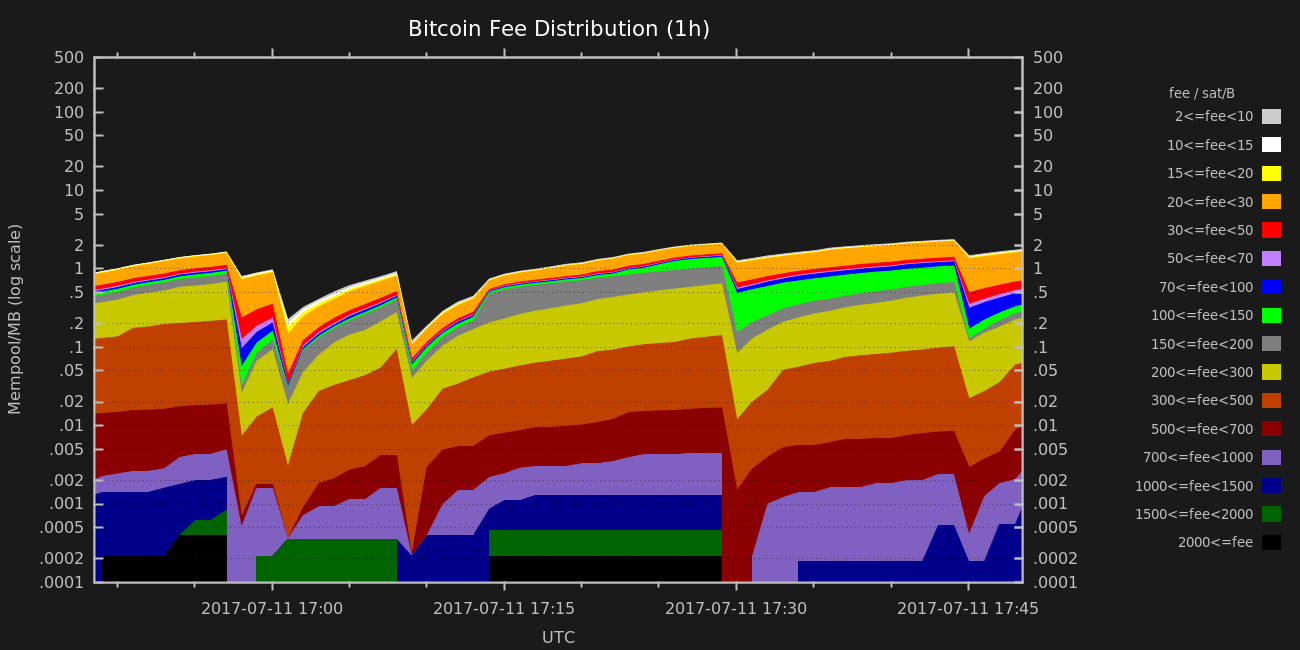 Bitcoin Fee Distribution (1h)
500 500
200 200
100 100
50 50
20 20
10 10
5 5
2 2
1 1
.5 .5
.2 .2
.1 .1
.05 .05
.02 .02
.01 .01
.005 .005
.002 .002
.001 .001
.0005 .0005
.0002 .0002
.0001 .0001
Mempool/MB (log scale)
2017-07-11 17:00 2017-07-11 17:15 2017-07-11 17:30 2017-07-11 17:45
UTC
fee / sat/B
2<=fee<10
10<=fee<15
15<=fee<20
20<=fee<30
30<=fee<50
50<=fee<70
70<=fee<100
100<=fee<150
150<=fee<200
200<=fee<300
300<=fee<500
500<=fee<700
700<=fee<1000
1000<=fee<1500
1500<=fee<2000
2000<=fee